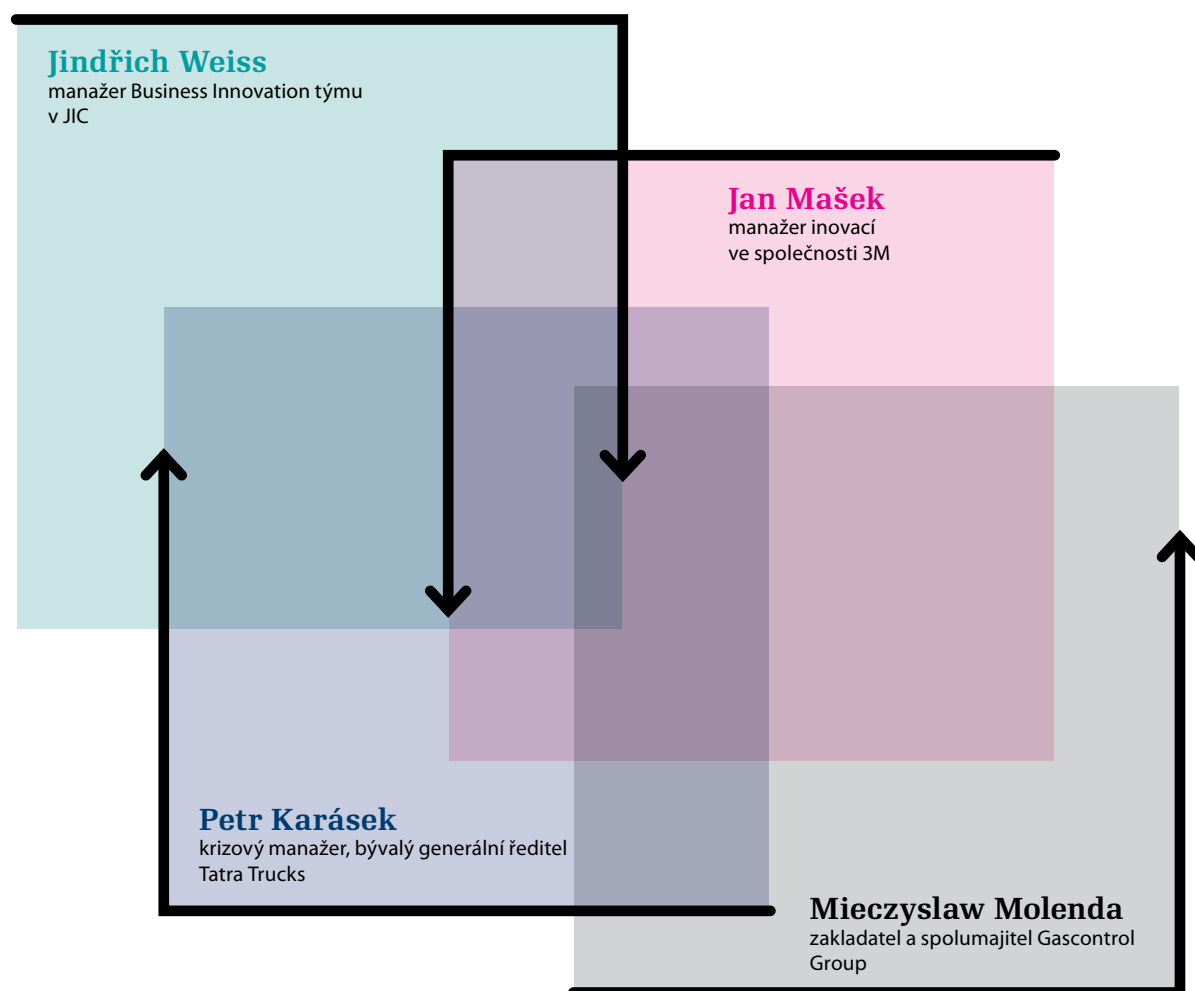 Jindřich Weiss
manažer Business Innovation týmu
v JIC
Jan Mašek
manažer inovací
ve společnosti 3M
Petr Karásek
krizový manažer, bývalý generální ředitel
Tatra Trucks
Mieczyslaw Molenda
zakladatel a spolumajitel Gascontrol
Group